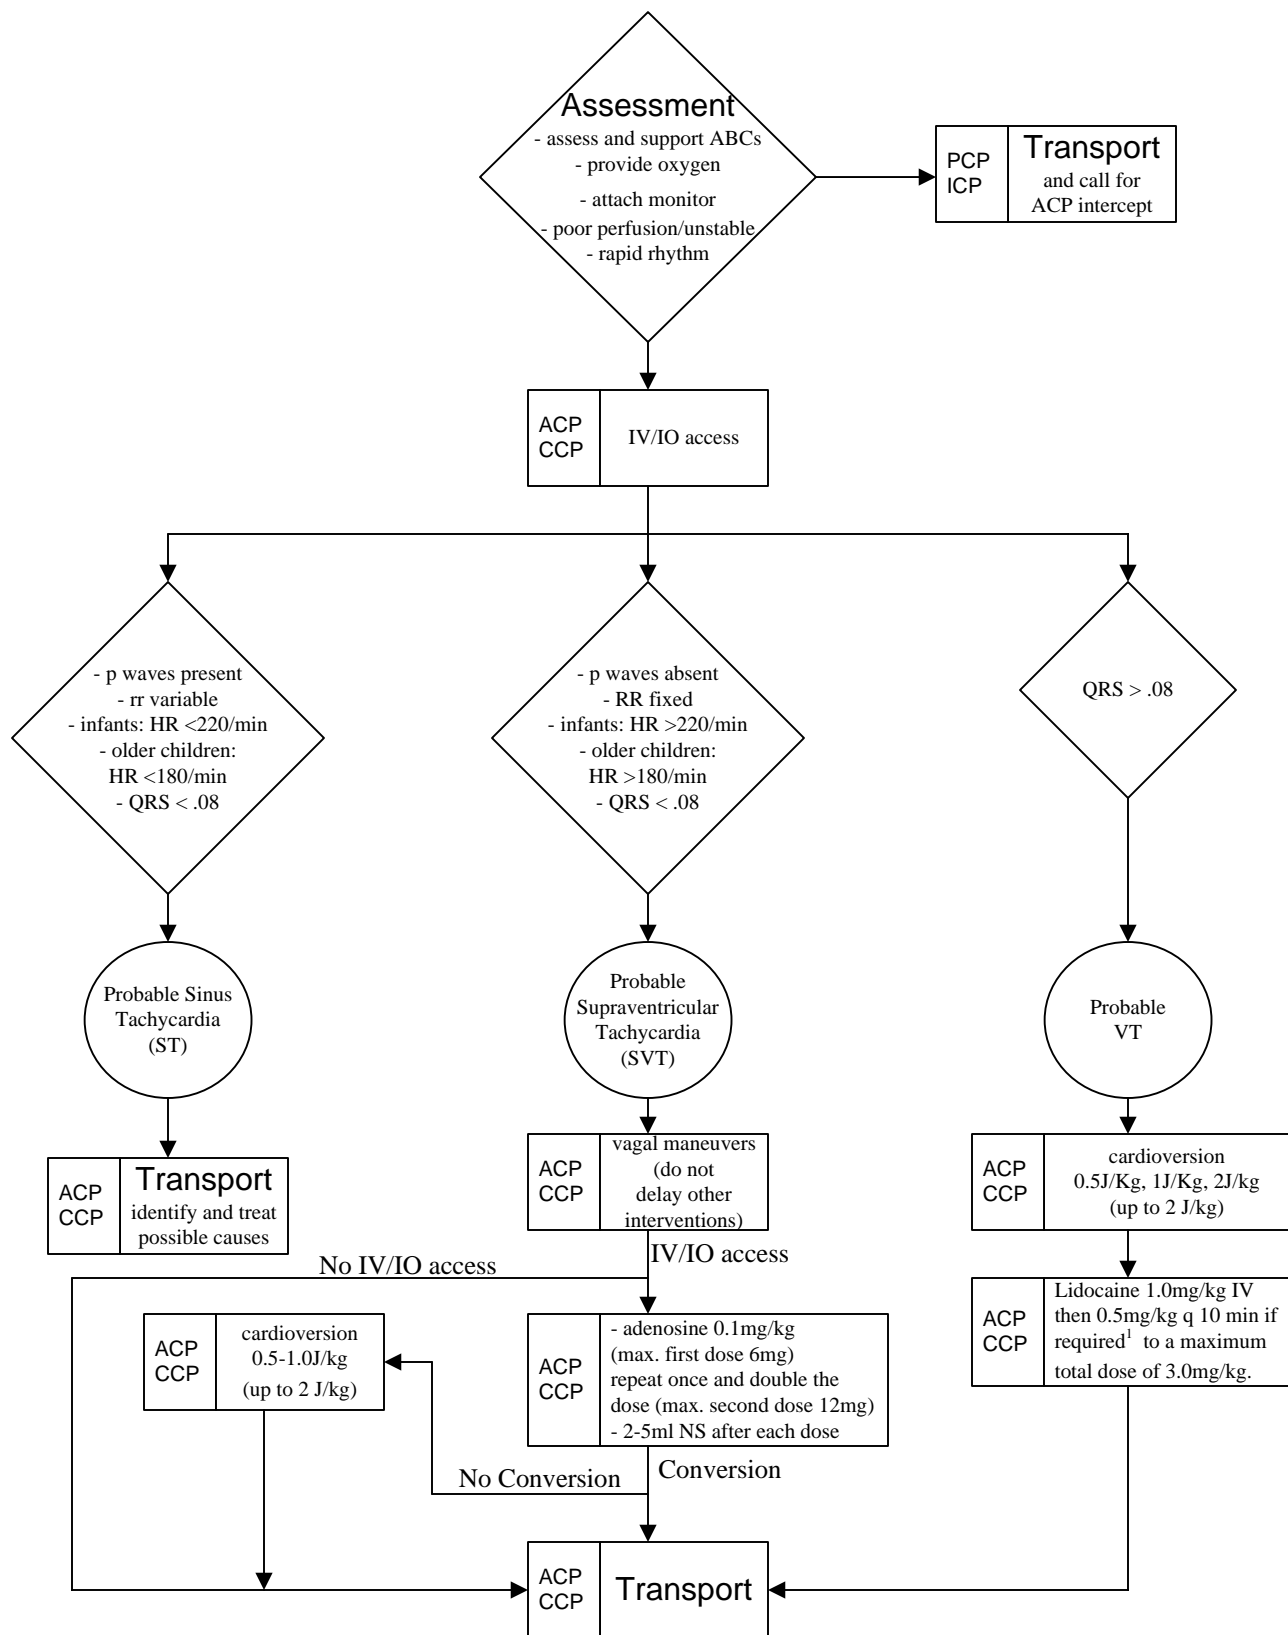 Assessment
- assess and support ABCs
- provide oxygen
- attach monitor
- poor perfusion/unstable
- rapid rhythm
PCP
ICP
Transport
and call for
ACP intercept
ACP
CCP
IV/IO access
- p waves present
- rr variable
- infants: HR <220/min
- older children:
HR <180/min
- QRS < .08
- p waves absent
- RR fixed
- infants: HR >220/min
- older children:
HR >180/min
- QRS < .08
QRS > .08
Probable Sinus
Tachycardia
(ST)
Probable
Supraventricular
Tachycardia
(SVT)
Probable
VT
ACP
CCP
Transport
identify and treat
possible causes
ACP
CCP
vagal maneuvers
(do not
delay other
interventions)
ACP
CCP
cardioversion
0.5J/Kg, 1J/Kg, 2J/kg
(up to 2 J/kg)
No IV/IO access
IV/IO access
ACP
CCP
cardioversion
0.5-1.0J/kg
(up to 2 J/kg)
ACP
CCP
- adenosine 0.1mg/kg
(max. first dose 6mg)
repeat once and double the
dose (max. second dose 12mg)
- 2-5ml NS after each dose
ACP
CCP
Lidocaine 1.0mg/kg IV
then 0.5mg/kg q 10 min if
required¹ to a maximum
total dose of 3.0mg/kg.
No Conversion
Conversion
ACP
CCP
Transport